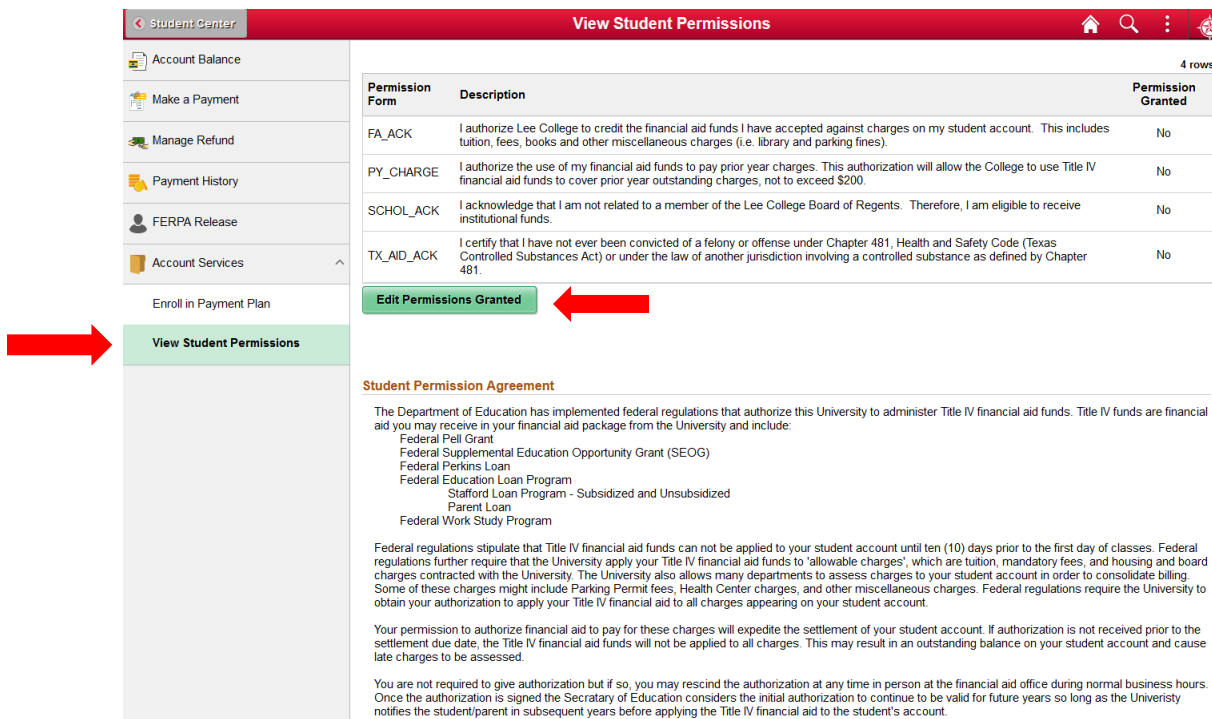 Student Center
View Student Permissions
Account Balance
Make a Payment
Manage Refund
Payment History
FERPA Release
Account Services
Enroll in Payment Plan
View Student Permissions
4 rows
Permission Form
Description
Permission Granted
FA_ACK
I authorize Lee College to credit the financial aid funds I have accepted against charges on my student account. This includes
tuition, fees, books and other miscellaneous charges (i.e. library and parking fines).
No
PY_CHARGE
I authorize the use of my financial aid funds to pay prior year charges. This authorization will allow the College to use Title IV
financial aid funds to cover prior year outstanding charges, not to exceed $200.
No
SCHOL_ACK
I acknowledge that I am not related to a member of the Lee College Board of Regents. Therefore, I am eligible to receive
institutional funds.
No
TX_AID_ACK
I certify that I have not ever been convicted of a felony or offense under Chapter 481, Health and Safety Code (Texas
Controlled Substances Act) or under the law of another jurisdiction involving a controlled substance as defined by Chapter
481.
No
Edit Permissions Granted
Student Permission Agreement
The Department of Education has implemented federal regulations that authorize this University to administer Title IV financial aid funds. Title IV funds are financial
aid you may receive in your financial aid package from the University and include:
Federal Pell Grant
Federal Supplemental Education Opportunity Grant (SEOG)
Federal Perkins Loan
Federal Education Loan Program
Stafford Loan Program - Subsidized and Unsubsidized
Parent Loan
Federal Work Study Program
Federal regulations stipulate that Title IV financial aid funds can not be applied to your student account until ten (10) days prior to the first day of classes. Federal
regulations further require that the University apply your Title IV financial aid funds to 'allowable charges', which are tuition, mandatory fees, and housing and board
charges contracted with the University. The University also allows many departments to assess charges to your student account in order to consolidate billing.
Some of these charges might include Parking Permit fees, Health Center charges, and other miscellaneous charges. Federal regulations require the University to
obtain your authorization to apply your Title IV financial aid to all charges appearing on your student account.
Your permission to authorize financial aid to pay for these charges will expedite the settlement of your student account. If authorization is not received prior to the
settlement due date, the Title IV financial aid funds will not be applied to all charges. This may result in an outstanding balance on your student account and cause
late charges to be assessed.
You are not required to give authorization but if so, you may rescind the authorization at any time in person at the financial aid office during normal business hours.
Once the authorization is signed the Secratary of Education considers the initial authorization to continue to be valid for future years so long as the Univeristy
notifies the student/parent in subsequent years before applying the Title IV financial aid to the student's account.